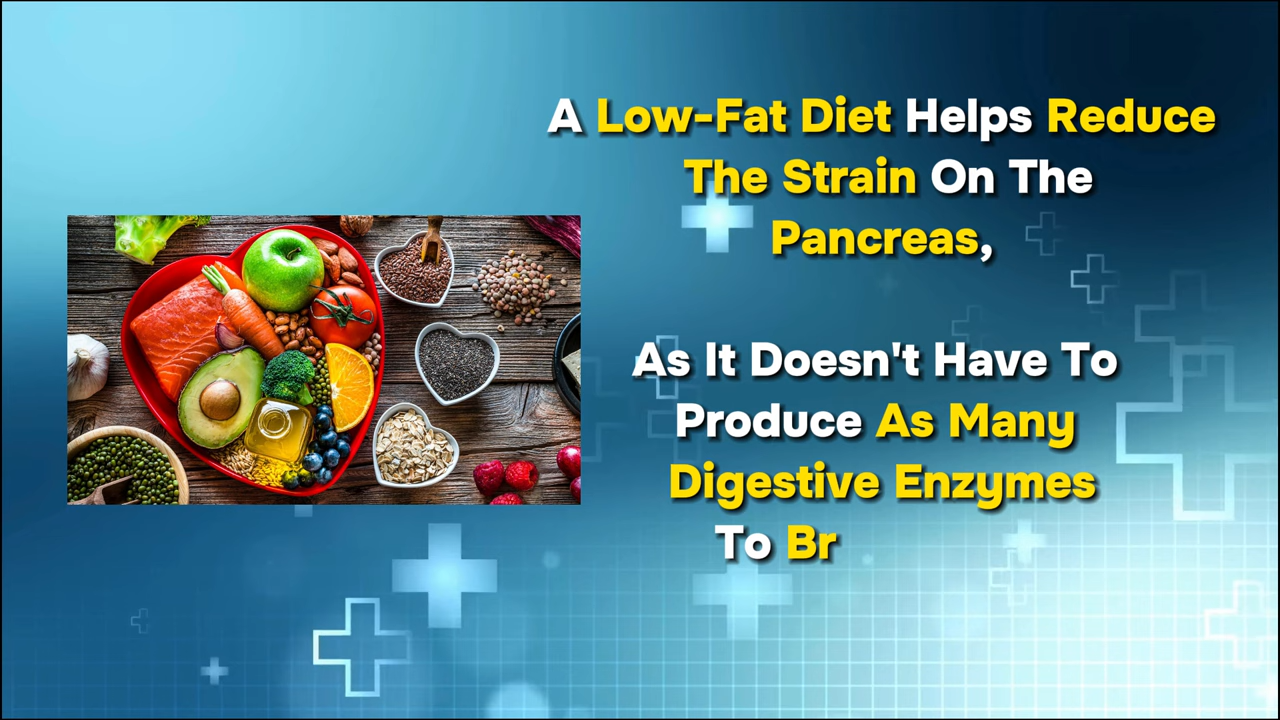 A Low-Fat Diet Helps Reduce
The Strain On The
Pancreas,
As It Doesn't Have To
Produce As Many
Digestive Enzymes
To Br